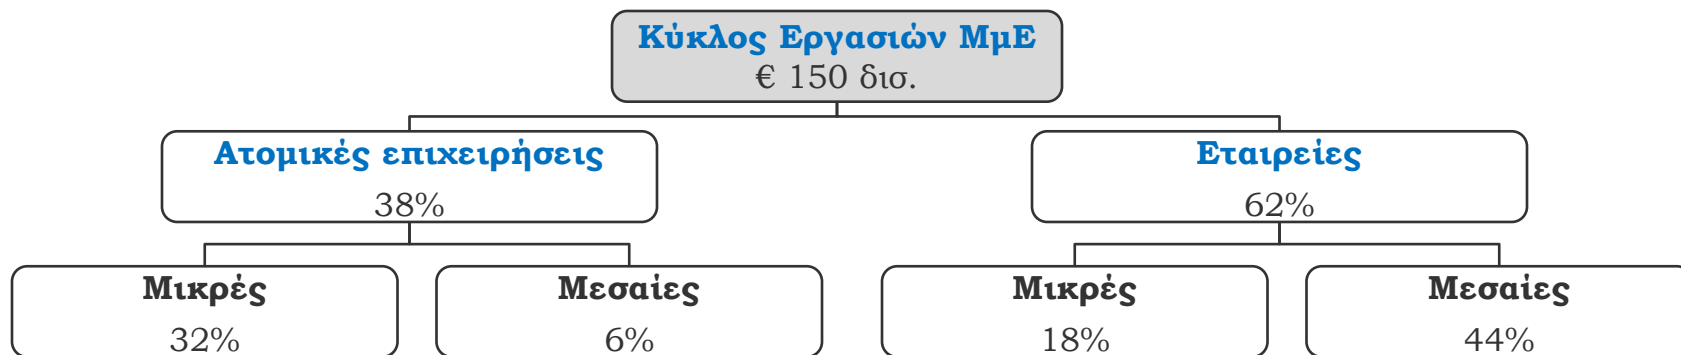 Κύκλος Εργασιών ΜμΕ
€ 150 δισ.
Ατομικές επιχειρήσεις
38%
Εταιρείες
62%
Μικρές
32%
Μεσαίες
6%
Μικρές
18%
Μεσαίες
44%